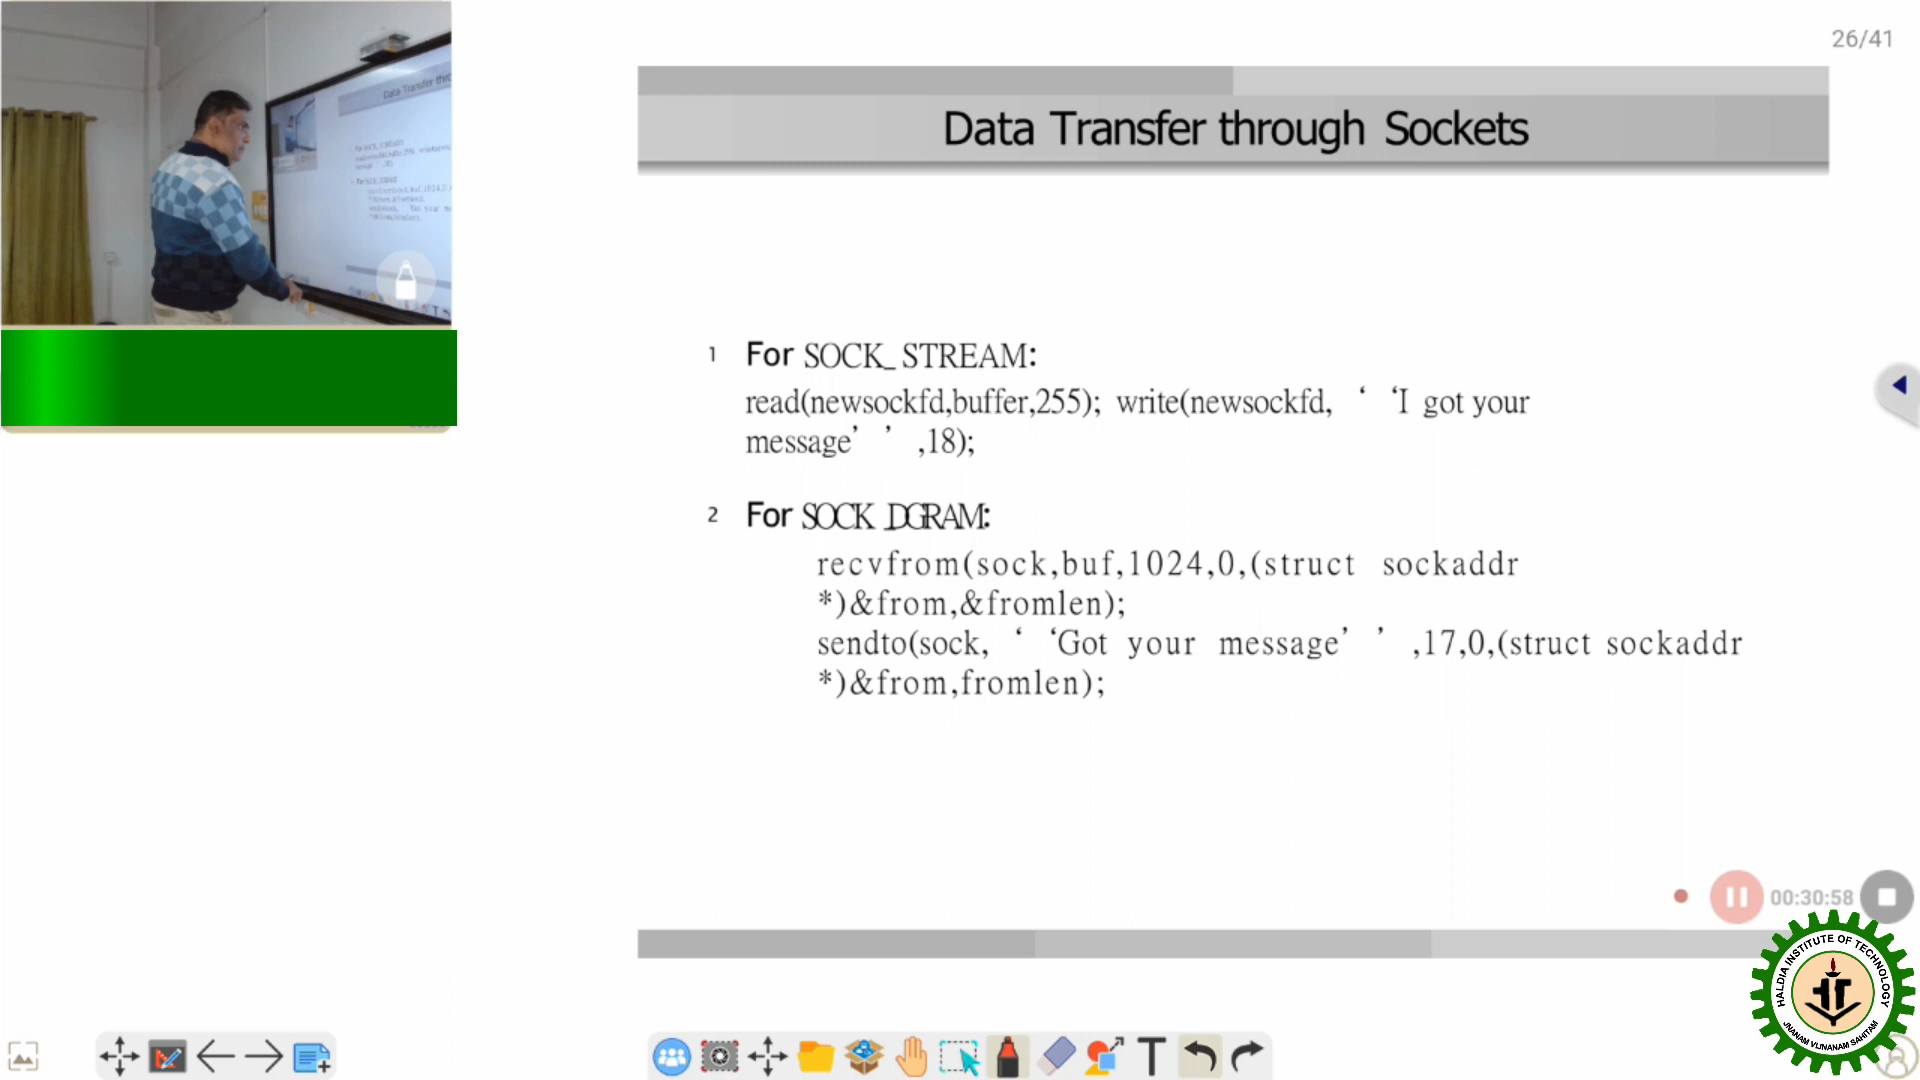 26/41
Data Transfer through Sockets
1 For SOCK_STREAM:
read(newsockfd,buffer,255); write(newsockfd, ‘ ‘I got your
message’ ’ ,18);
2 For SOCK_DGRAM:
recvfrom(sock,buf,1024,0,(struct sockaddr
*)&from,&fromlen);
sendto(sock, ‘ ‘Got your message’ ’ ,17,0,(struct sockaddr
*)&from,fromlen);
00:30:58
HALDIA INSTITUTE OF TECHNOLOGY
JNANAM VIJNANAM SAHITAM